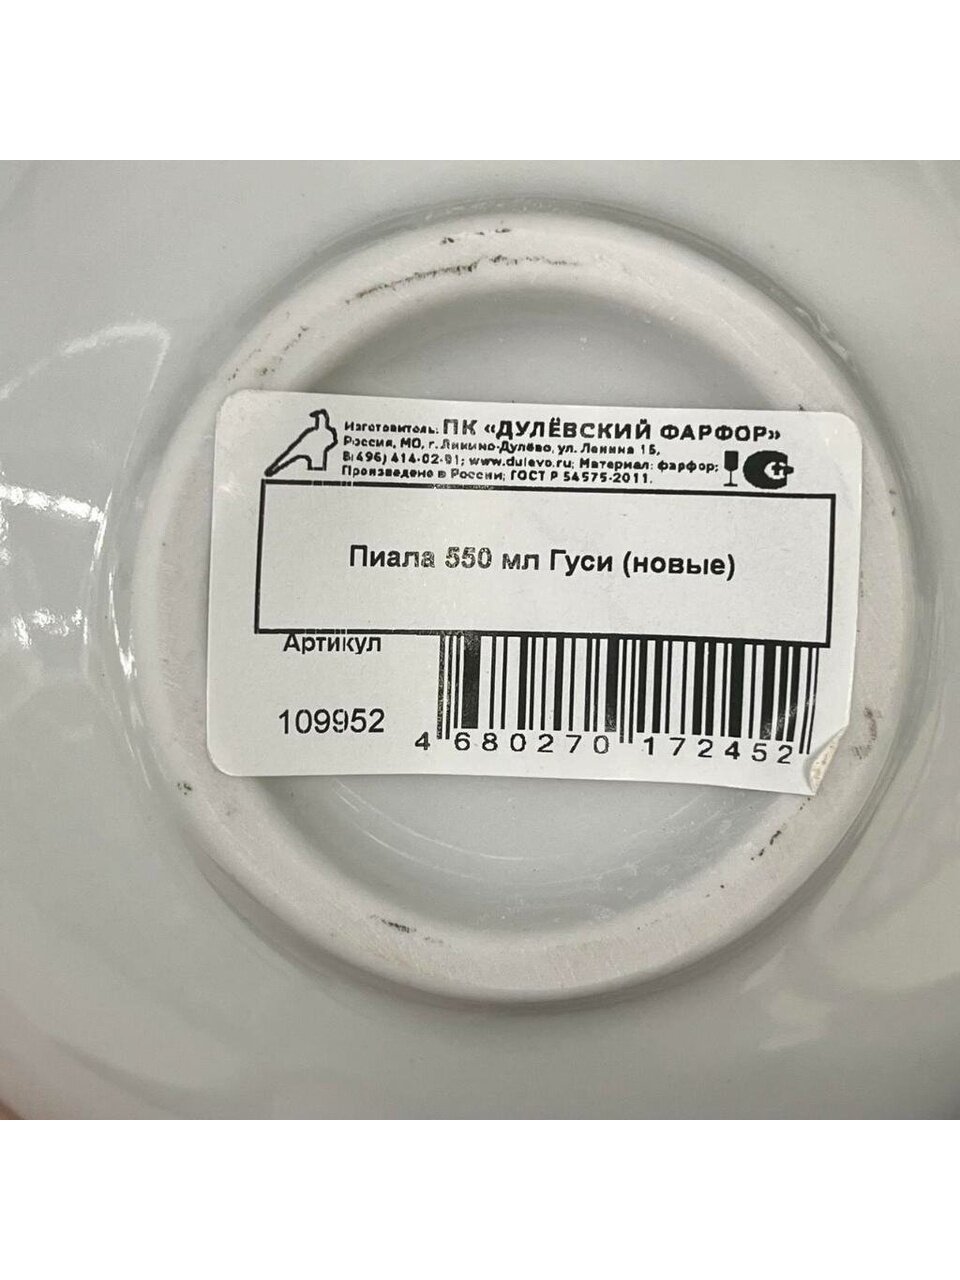 Изготовитель: ПК «ДУЛЁВСКИЙ ФАРФОР»
Россия, МО, г. Ликино-Дулёво, ул. Ленина 15,
8(496) 414-02-91; www.dulevo.ru; Материал: фарфор;
Произведено в России; ГОСТ Р 54575-2011.
Пиала 550 мл Гуси (новые)
Артикул
109952
4 680270 172452